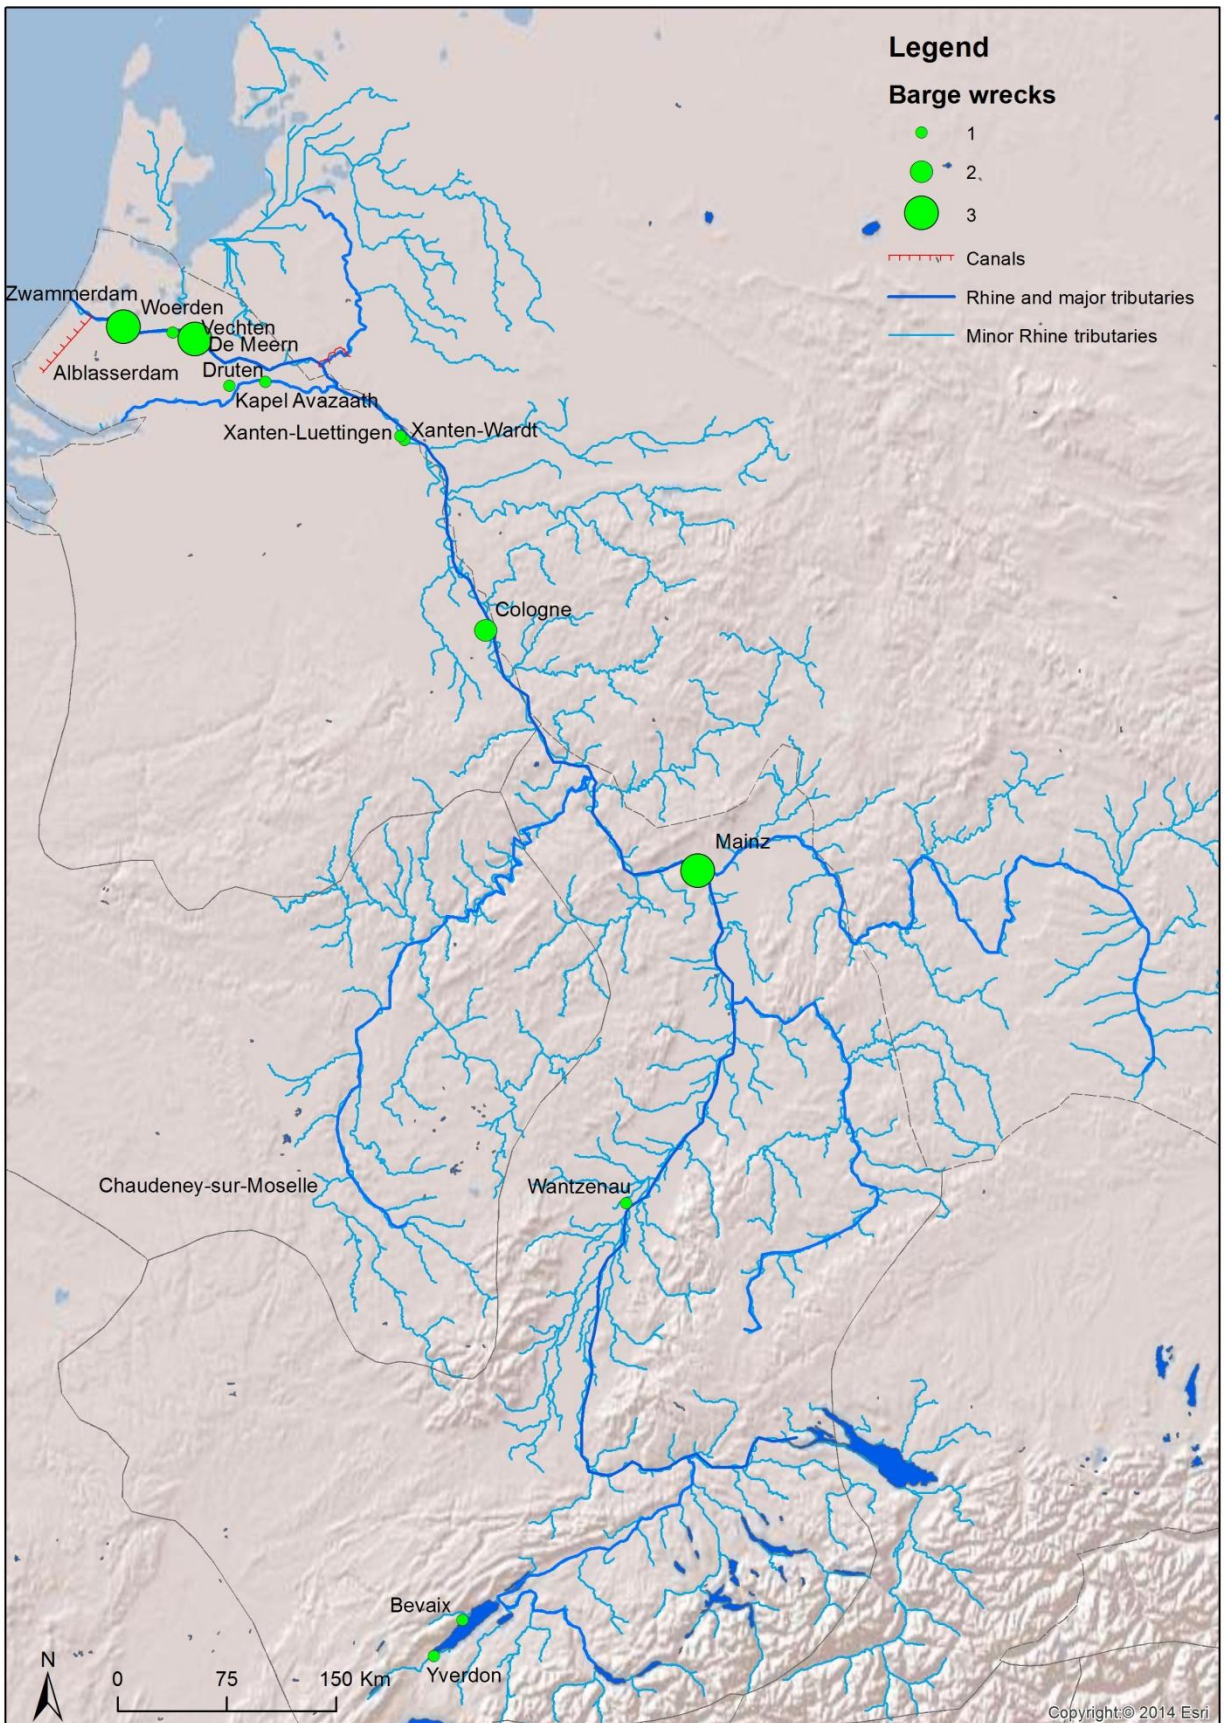 Legend
Barge wrecks
1
2
3
Canals
Rhine and major tributaries
Minor Rhine tributaries
Zwammerdam
Woerden
Vechten
De Meern
Alblasserdam
Druten
Kapel Avazaath
Xanten-Luettingen
Xanten-Wardt
Cologne
Mainz
Chaudeney-sur-Moselle
Wantzenau
Bevaix
Yverdon
N
0 75 150 Km
Copyright:© 2014 Esri